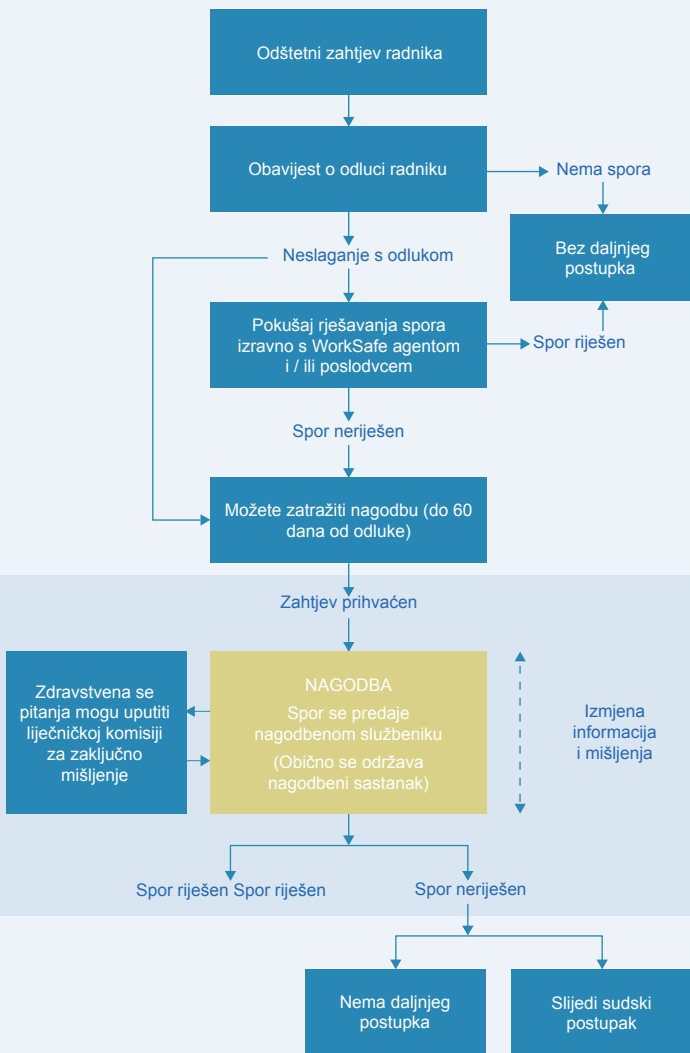 Odštetni zahtjev radnika
Obavijest o odluci radniku
Nema spora
Bez daljnjeg
postupka
Neslaganje s odlukom
Pokušaj rješavanja spora
izravno s WorkSafe agentom
i / ili poslodvcem
Spor riješen
Spor neriješen
Možete zatražiti nagodbu (do 60
dana od odluke)
Zahtjev prihvaćen
Zdravstvena se
pitanja mogu uputiti
liječničkoj komisiji
za zaključno
mišljenje
NAGODBA
Spor se predaje
nagodbenom službeniku
(Obično se održava
nagodbeni sastanak)
Izmjena
informacija
i mišljenja
Spor riješen Spor riješen
Spor neriješen
Nema daljnjeg
postupka
Slijedi sudski
postupak